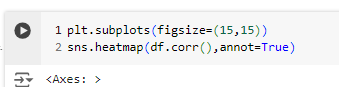 1 plt.subplots(figsize=(15,15))
2 sns.heatmap(df.corr(),annot=True)
<Axes: >